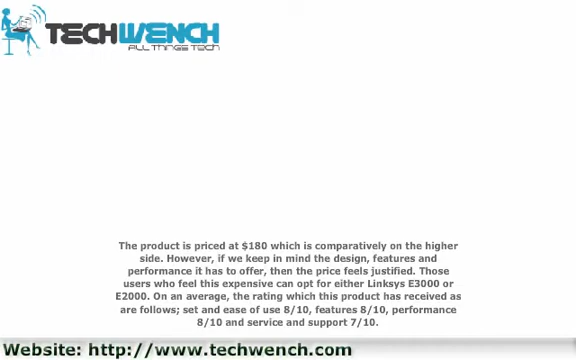 TECHWENCH
ALL THINGS TECH
The product is priced at $180 which is comparatively on the higher
side. However, if we keep in mind the design, features and
performance it has to offer, then the price feels justified. Those
users who feel this expensive can opt for either Linksys E3000 or
E2000. On an average, the rating which this product has received as
are follows; set and ease of use 8/10, features 8/10, performance
8/10 and service and support 7/10.
Website: http://www.techwench.com